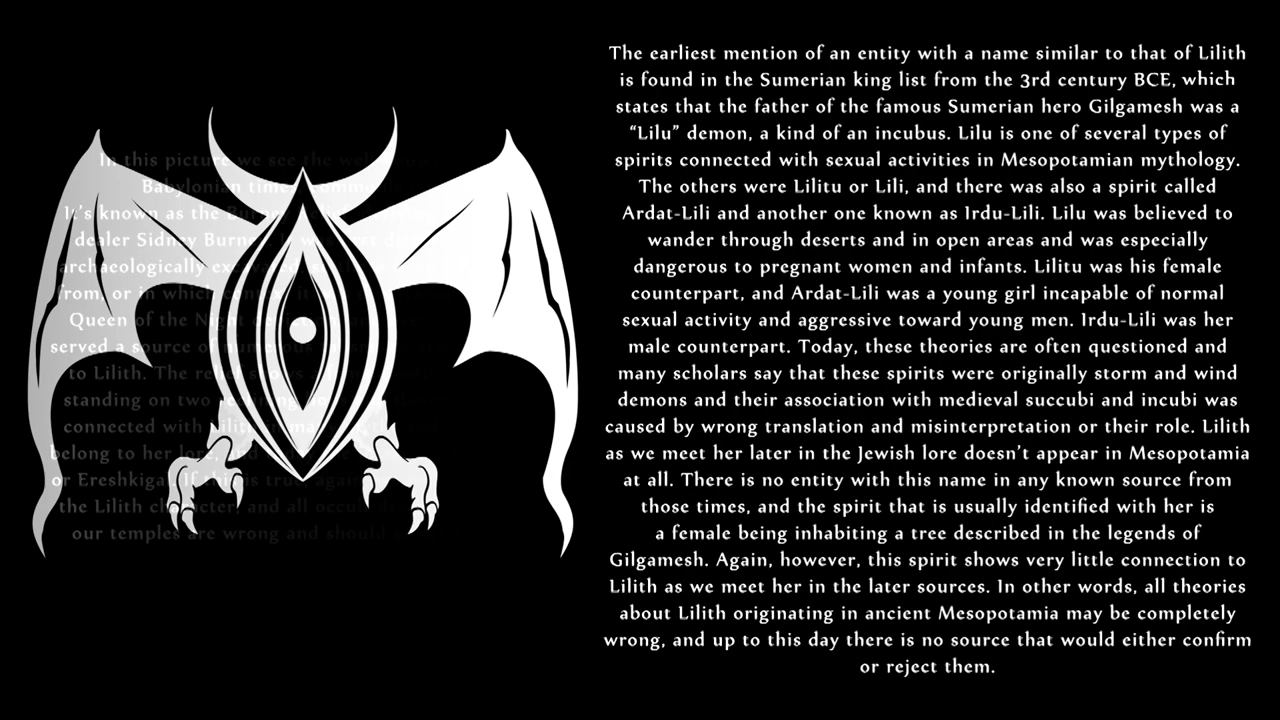 In this picture we see the
Babylonian
It's known as the
dealer Sidney
archaeologically
from, or in which
Queen of the Night
served a source of numerous
to Lilith. The relief shows a
standing on two
connected with Lilith in
belong to her lore,
or Ereshkigal. If this is true, again
the Lilith character, and all
our temples are wrong and should
The earliest mention of an entity with a name similar to that of Lilith
is found in the Sumerian king list from the 3rd century BCE, which
states that the father of the famous Sumerian hero Gilgamesh was a
“Lilu” demon, a kind of an incubus. Lilu is one of several types of
spirits connected with sexual activities in Mesopotamian mythology.
The others were Lilitu or Lili, and there was also a spirit called
Ardat-Lili and another one known as Irdu-Lili. Lilu was believed to
wander through deserts and in open areas and was especially
dangerous to pregnant women and infants. Lilitu was his female
counterpart, and Ardat-Lili was a young girl incapable of normal
sexual activity and aggressive toward young men. Irdu-Lili was her
male counterpart. Today, these theories are often questioned and
many scholars say that these spirits were originally storm and wind
demons and their association with medieval succubi and incubi was
caused by wrong translation and misinterpretation or their role. Lilith
as we meet her later in the Jewish lore doesn't appear in Mesopotamia
at all. There is no entity with this name in any known source from
those times, and the spirit that is usually identified with her is
a female being inhabiting a tree described in the legends of
Gilgamesh. Again, however, this spirit shows very little connection to
Lilith as we meet her in the later sources. In other words, all theories
about Lilith originating in ancient Mesopotamia may be completely
wrong, and up to this day there is no source that would either confirm
or reject them.